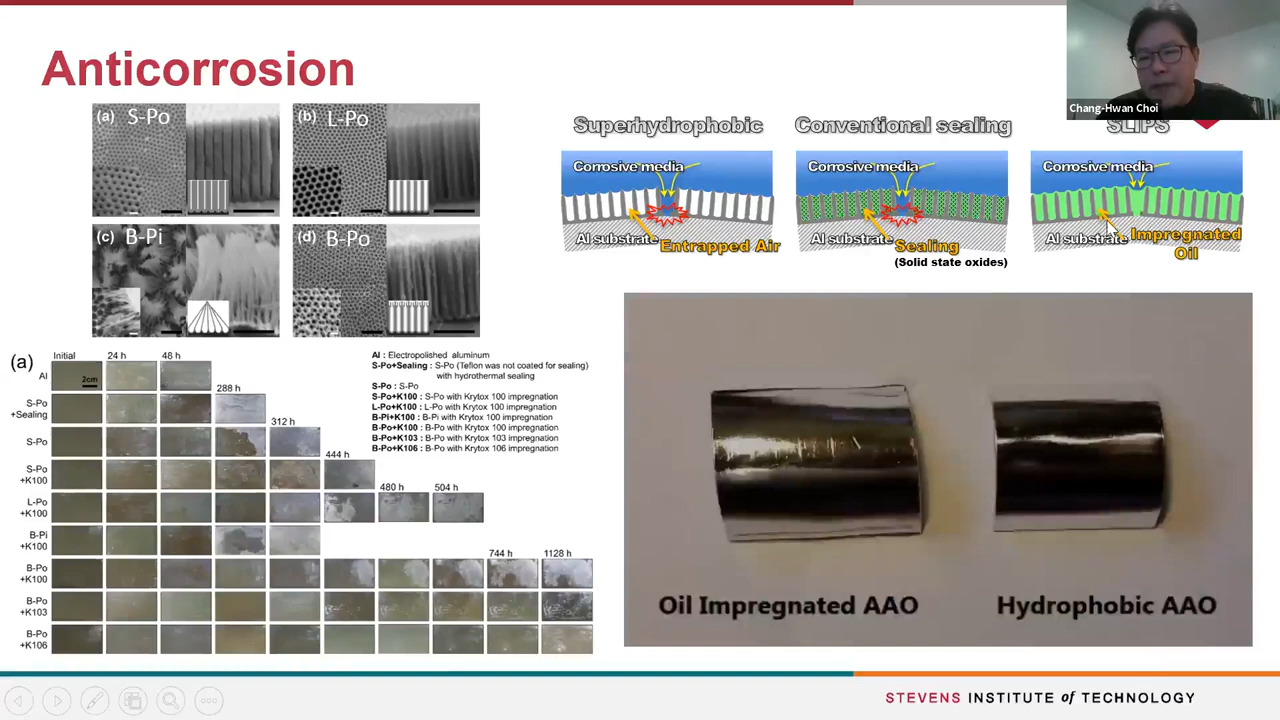 Anticorrosion
Chang-Hwan Choi
(a) S-Po
(b) L-Po
(c) B-Pi
(d) B-Po
Superhydrophobic
Corrosive media
Al substrate
Entrapped Air
Conventional sealing
Corrosive media
Al substrate
Sealing
(Solid state oxides)
SLIPS
Corrosive media
Al substrate
Impregnated
Oil
(a)
Initial 24 h 48 h
288 h
312 h
444 h
480 h 504 h
744 h 1128 h
2cm
Al
S-Po
+Sealing
S-Po
S-Po
+K100
L-Po
+K100
B-Pi
+K100
B-Po
+K100
B-Po
+K103
B-Po
+K106
Al : Electropolished aluminum
S-Po+Sealing : S-Po (Teflon was not coated for sealing)
with hydrothermal sealing
S-Po : S-Po
S-Po+K100 : S-Po with Krytox 100 impregnation
L-Po+K100 : L-Po with Krytox 100 impregnation
B-Pi+K100 : B-Pi with Krytox 100 impregnation
B-Po+K100 : B-Po with Krytox 100 impregnation
B-Po+K103 : B-Po with Krytox 103 impregnation
B-Po+K106 : B-Po with Krytox 106 impregnation
Oil Impregnated AAO
Hydrophobic AAO
STEVENS INSTITUTE of TECHNOLOGY